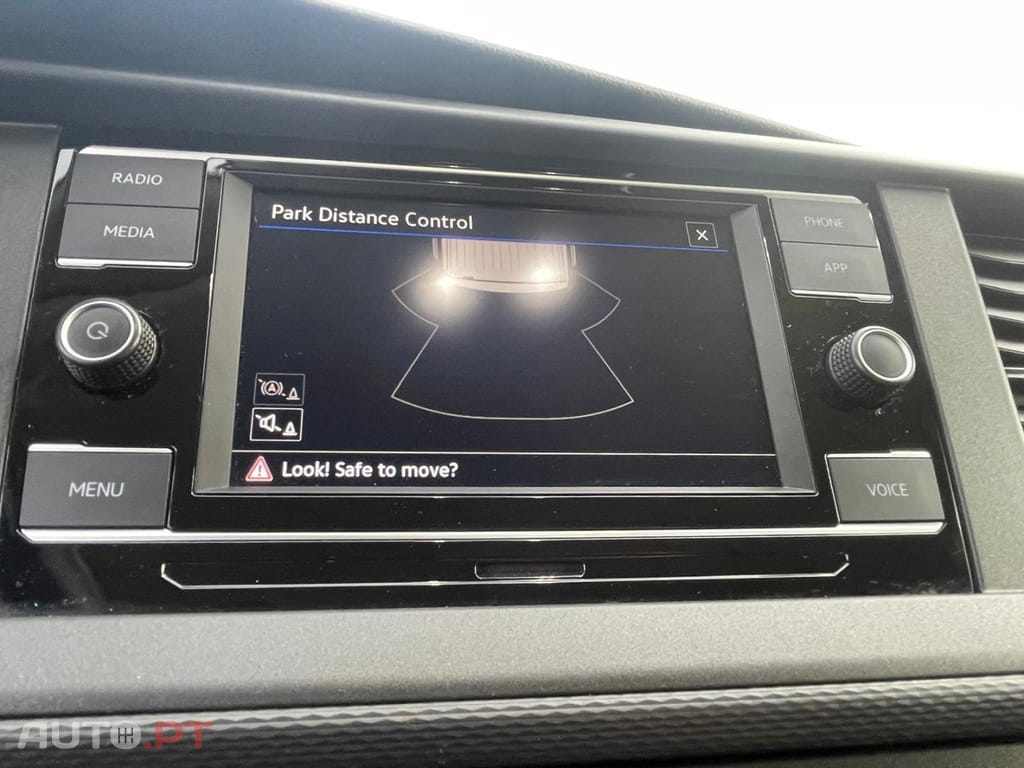 RADIO
MEDIA
Park Distance Control
X
PHONE
APP
A
Look! Safe to move?
MENU
VOICE
AUTO.PT